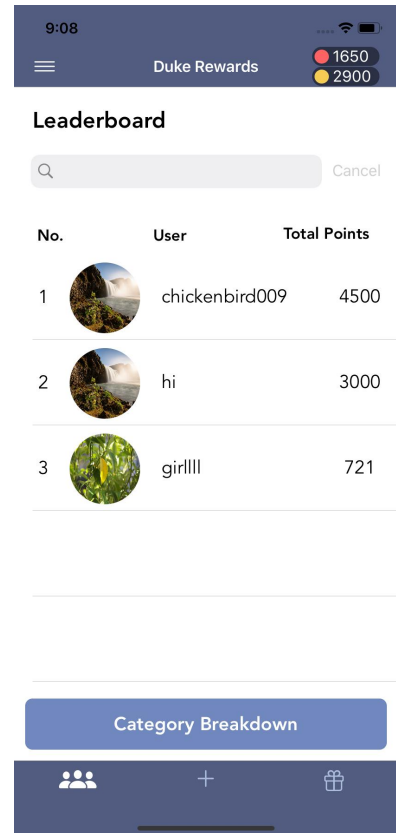 9:08
Duke Rewards
1650
2900
Leaderboard
Cancel
No. User Total Points
1 chickenbird009 4500
2 hi 3000
3 girllll 721
Category Breakdown